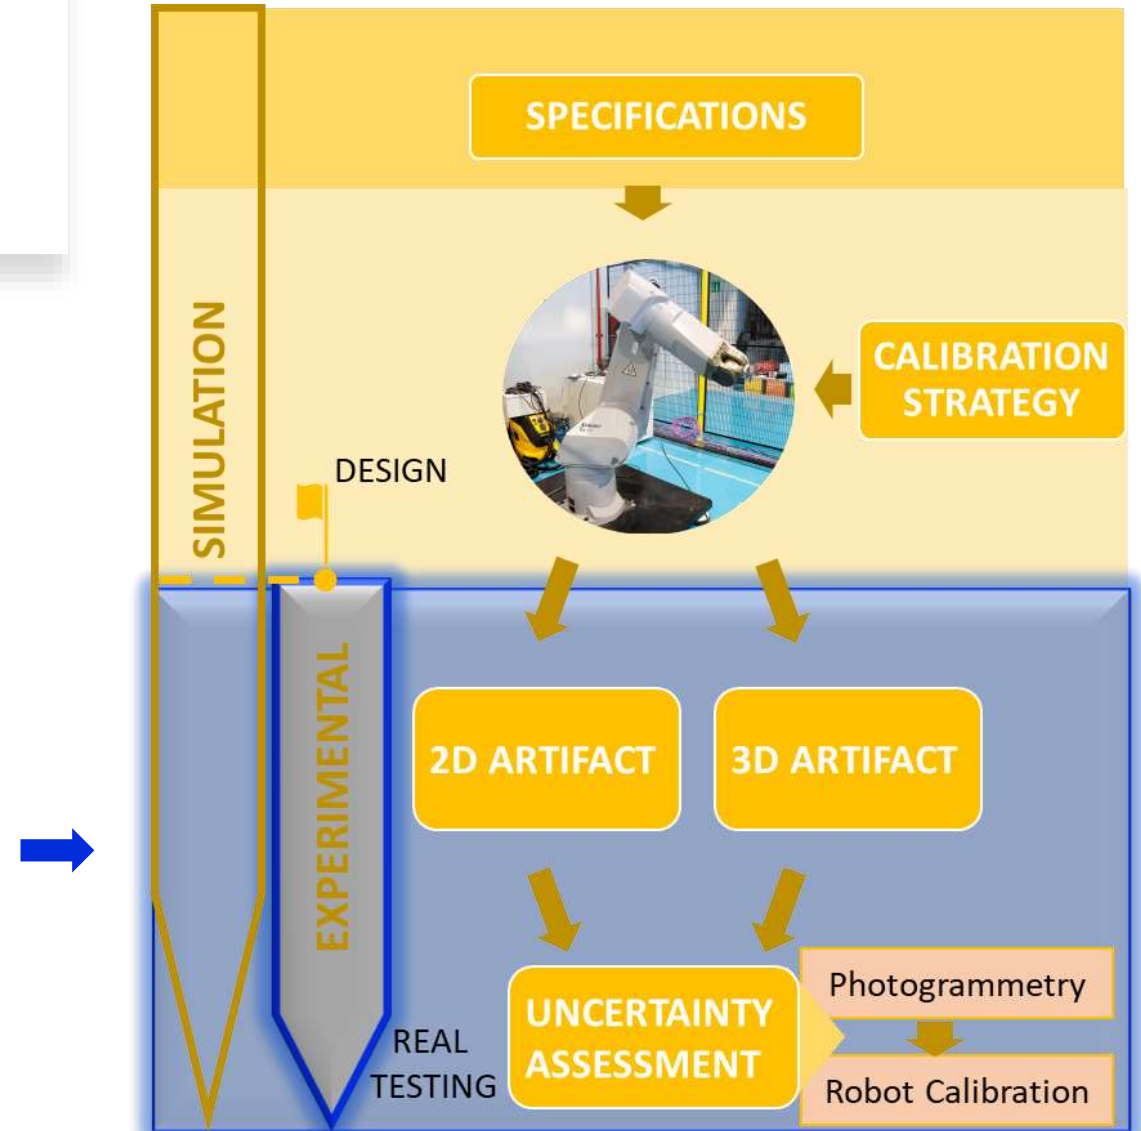 SPECIFICATIONS
CALIBRATION
STRATEGY
SIMULATION
DESIGN
EXPERIMENTAL
2D ARTIFACT
3D ARTIFACT
UNCERTAINTY
ASSESSMENT
Photogrammetry
Robot Calibration
REAL
TESTING